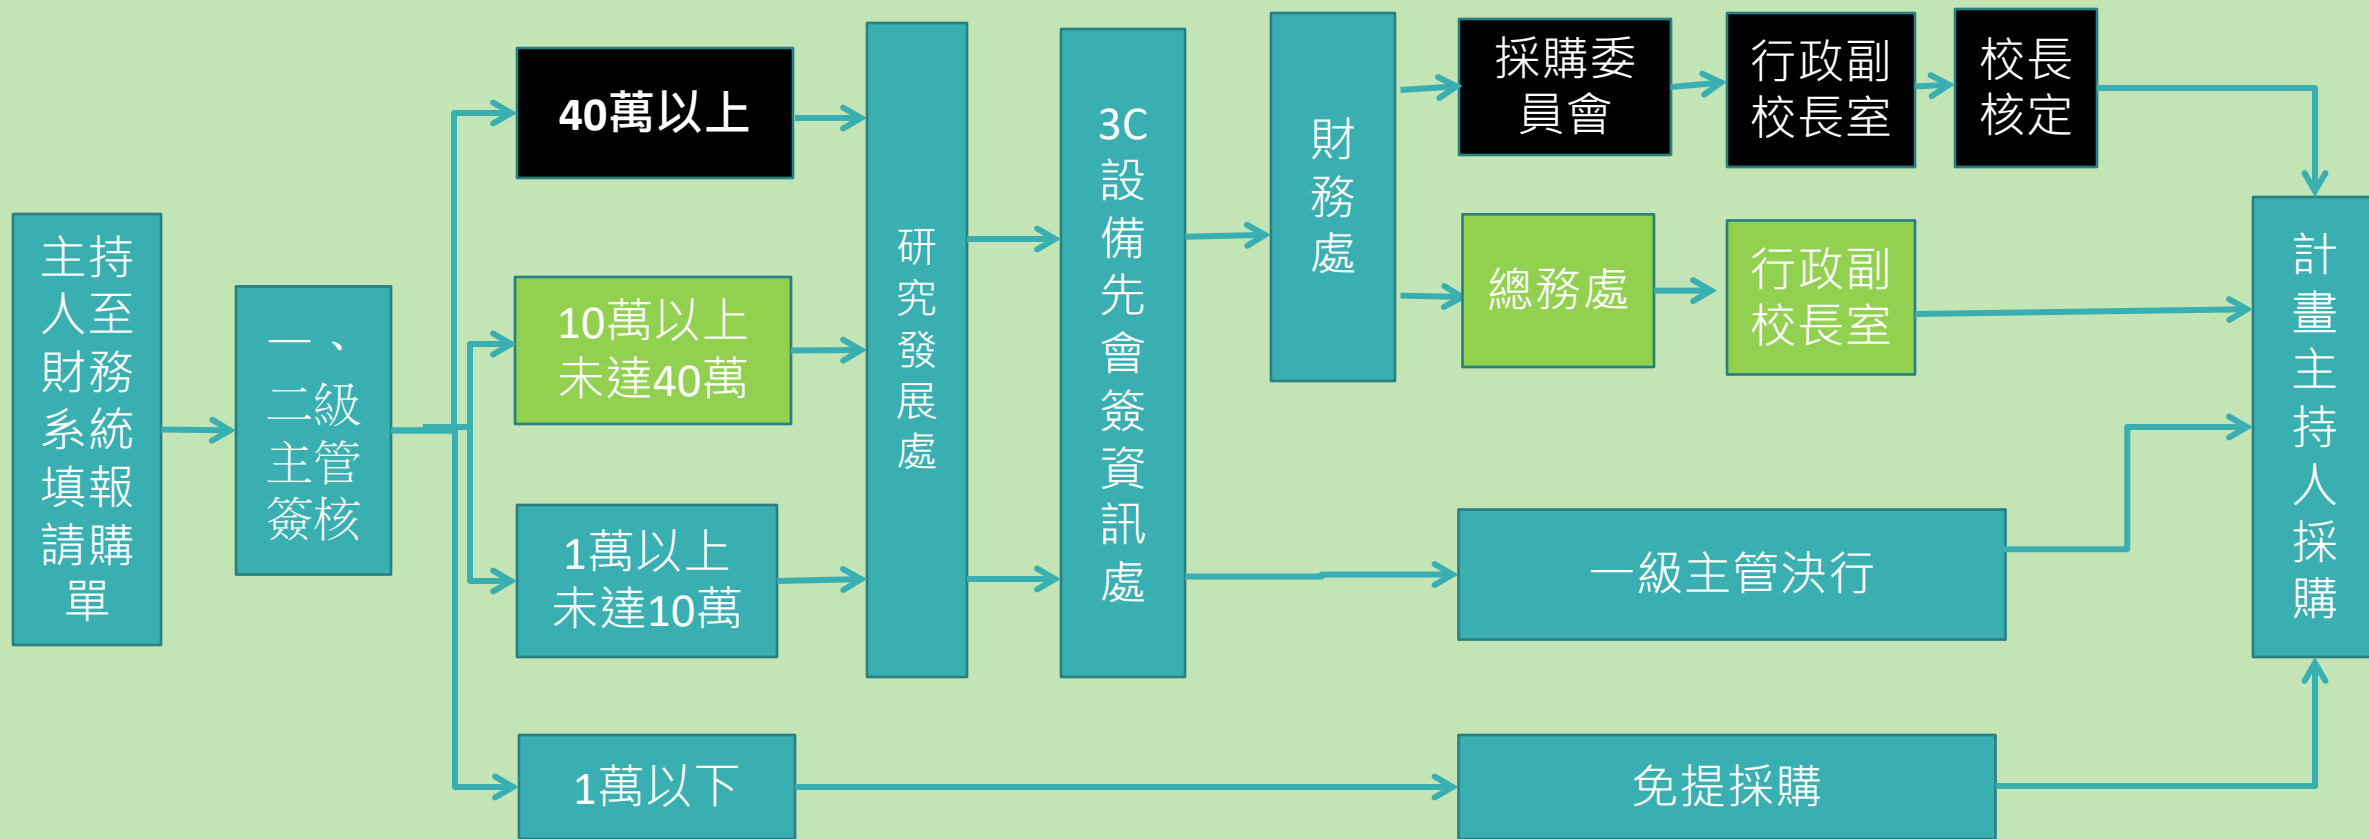 主持
人至
財務
系統
填報
請購
單
一、
二級
主管
簽核
40萬以上
10萬以上
未達40萬
1萬以上
未達10萬
1萬以下
研
究
發
展
處
3C
設
備
先
會
簽
資
訊
處
財
務
處
採購委
員會
行政副
校長室
校長
核定
總務處
行政副
校長室
一級主管決行
免提採購
計
畫
主
持
人
採
購